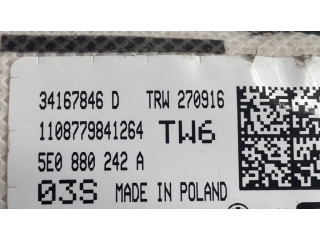 34167846 D TRW 270916
1108779841264 TW6
5E0 880 242 A
03S MADE IN POLAND